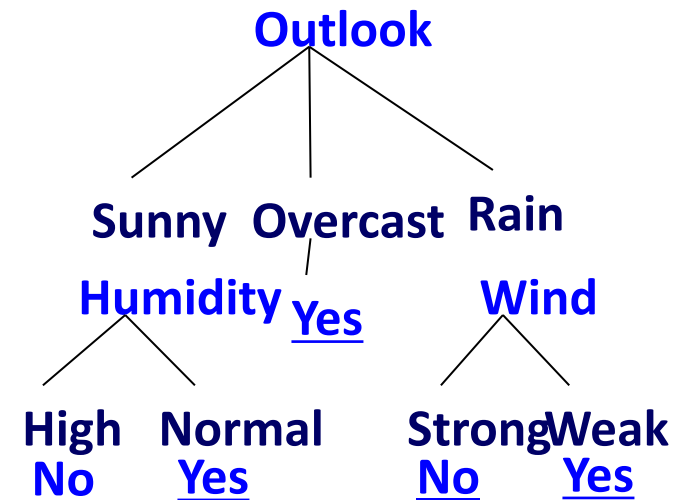 Outlook
Sunny Overcast Rain
Humidity Yes Wind
High Normal Strong Weak
No Yes No Yes